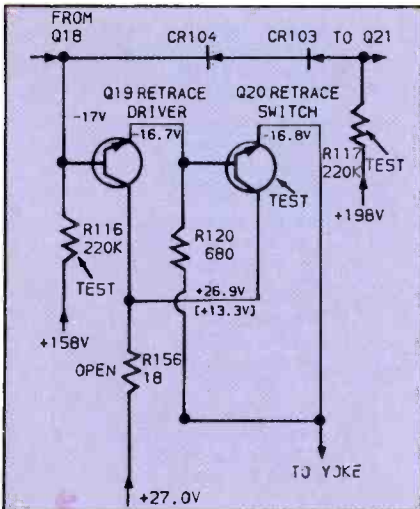 FROM
Q18
CR104
CR103
TO Q21
Q19 RETRACE
DRIVER
Q20 RETRACE
SWITCH
-17V
-16.7V
-16.8V
R117
220K
TEST
TEST
+198V
R116
220K
TEST
R120
680
+26.9V
[+13.3V]
+158V
OPEN
R156
18
TO YOKE
+27.0V